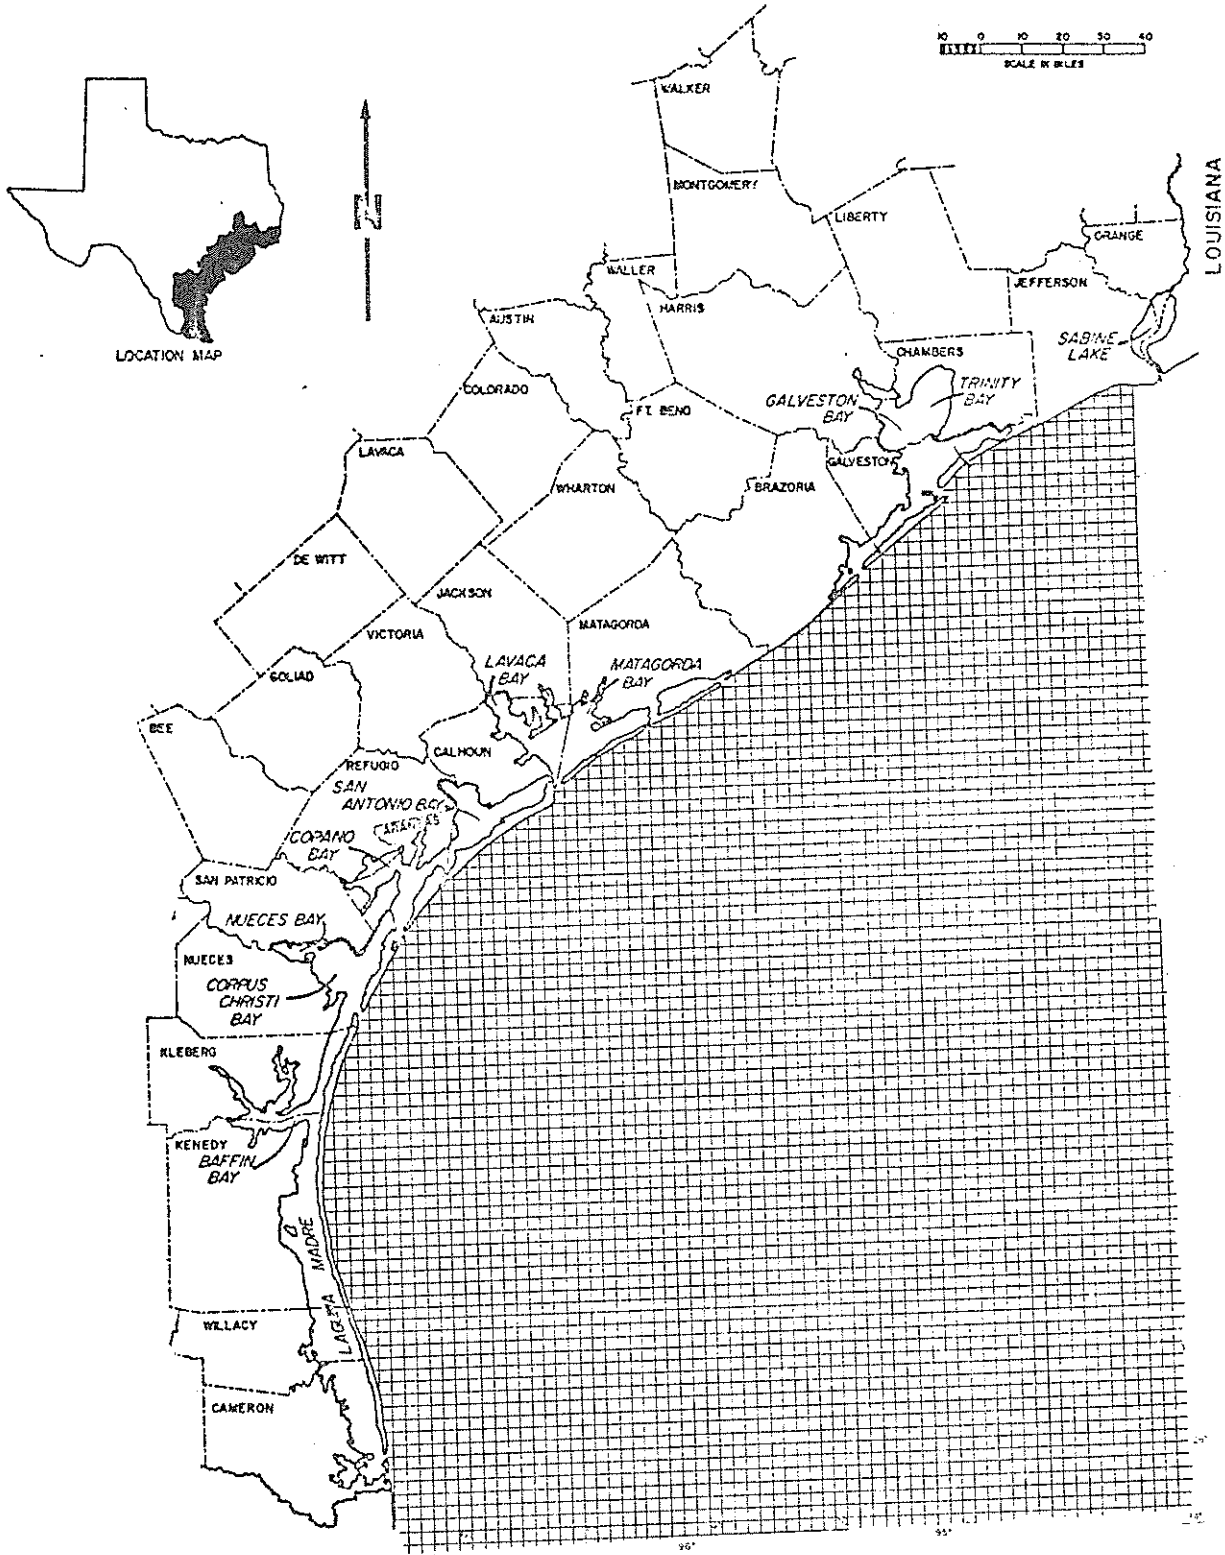 10 0 10 20 30 40
SCALE IN MILES
WALKER
LOUISIANA
MONTGOMERY
LIBERTY
ORANGE
N
WALLER
JEFFERSON
HARRIS
AUSTIN
SABINE
LAKE
LOCATION MAP
CHAMBERS
COLORADO
TRINITY
BAY
GALVESTON
BAY
FT. BEND
LAVACA
GALVESTON
WHARTON
BRAZORIA
DE WITT
JACKSON
MATAGORDA
VICTORIA
LAVACA
BAY
MATAGORDA
BAY
GOLIAD
BEE
CALHOUN
REFUGIO
SAN
ANTONIO BAY
ARANSAS
COPANO
BAY
SAN PATRICIO
NUECES BAY
NUECES
CORPUS
CHRISTI
BAY
KLEBERG
KENEDY
BAFFIN
BAY
LAGUNA MADRE
WILLACY
CAMERON
96°
95°